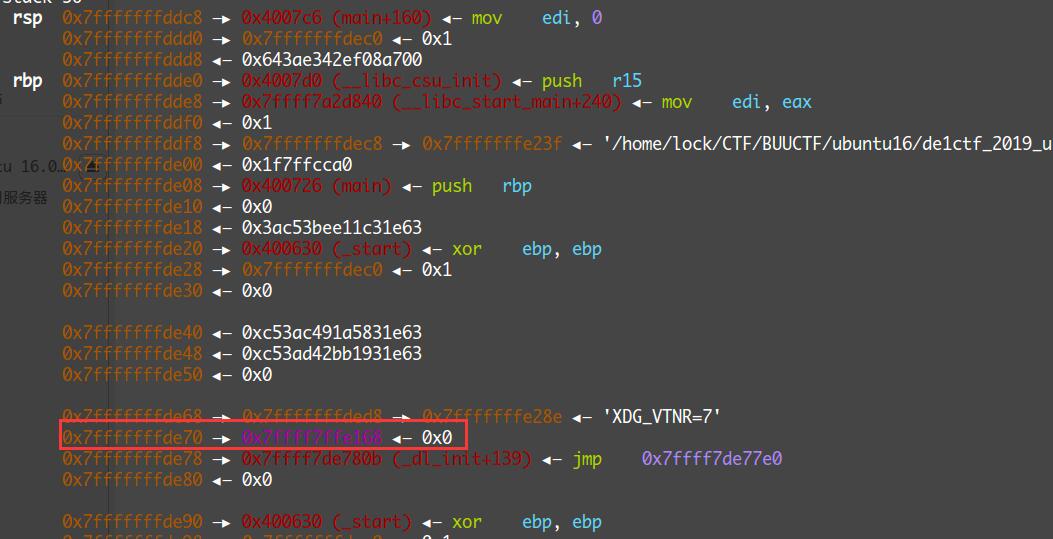 rsp 0x7fffffffddc8 —▸ 0x4007c6 (main+160) ◂— mov edi, 0
0x7fffffffddd0 —▸ 0x7fffffffdec0 ◂— 0x1
0x7fffffffddd8 ◂— 0x643ae342ef08a700
rbp 0x7fffffffdde0 —▸ 0x4007d0 (__libc_csu_init) ◂— push r15
0x7fffffffdde8 —▸ 0x7ffff7a2d840 (__libc_start_main+240) ◂— mov edi, eax
0x7fffffffddf0 ◂— 0x1
0x7fffffffddf8 —▸ 0x7fffffffdec8 —▸ 0x7fffffffe23f ◂— '/home/lock/CTF/BUUCTF/ubuntu16/de1ctf_2019_u
tu 16.0...
0x7fffffffde00 ◂— 0x1f7ffcca0
0x7fffffffde08 —▸ 0x400726 (main) ◂— push rbp
服务器
0x7fffffffde10 ◂— 0x0
0x7fffffffde18 ◂— 0x3ac53bee11c31e63
0x7fffffffde20 —▸ 0x400630 (_start) ◂— xor ebp, ebp
0x7fffffffde28 —▸ 0x7fffffffdec0 ◂— 0x1
0x7fffffffde30 ◂— 0x0
0x7fffffffde40 ◂— 0xc53ac491a5831e63
0x7fffffffde48 ◂— 0xc53ad42bb1931e63
0x7fffffffde50 ◂— 0x0
0x7fffffffde68 —▸ 0x7fffffffded8 —▸ 0x7fffffffe28e ◂— 'XDG_VTNR=7'
0x7fffffffde70 —▸ 0x7ffff7ffe168 ◂— 0x0
0x7fffffffde78 —▸ 0x7ffff7de780b (_dl_init+139) ◂— jmp 0x7ffff7de77e0
0x7fffffffde80 ◂— 0x0
0x7fffffffde90 —▸ 0x400630 (_start) ◂— xor ebp, ebp